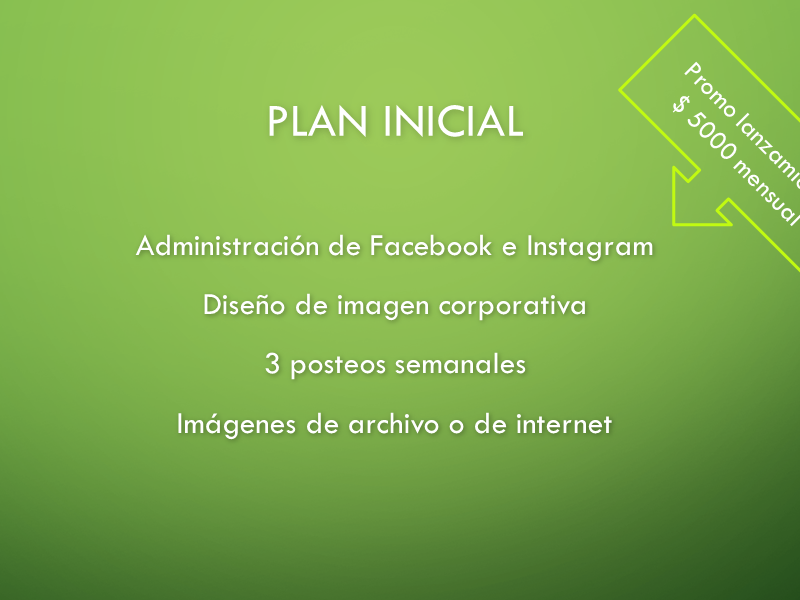 PLAN INICIAL
Promo
$ 5000 mensual
Administración de Facebook e Instagram
Diseño de imagen corporativa
3 posteos semanales
Imágenes de archivo o de internet